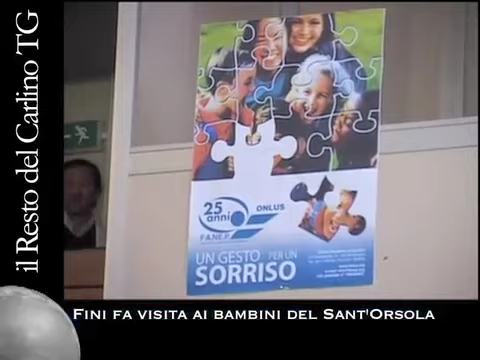 il Resto del Carlino TG
25
anni
ONLUS
F.A.N.E.P.
UN GESTO PER UN
SORRISO
FINI FA VISITA AI BAMBINI DEL SANT'ORSOLA